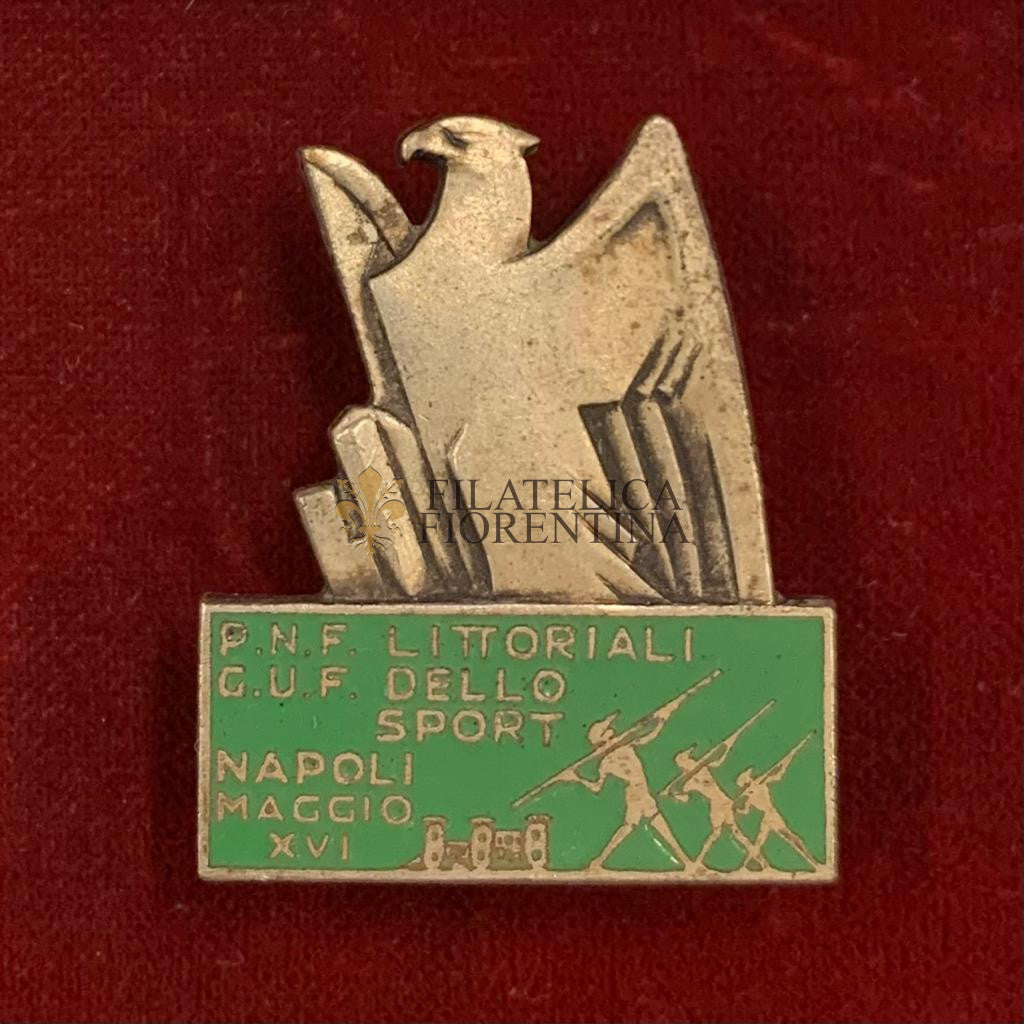 FILATELICA
FIORENTINA
P.N.F. LITTORIALI
G.U.F. DELLO
SPORT
NAPOLI
MAGGIO
XVI